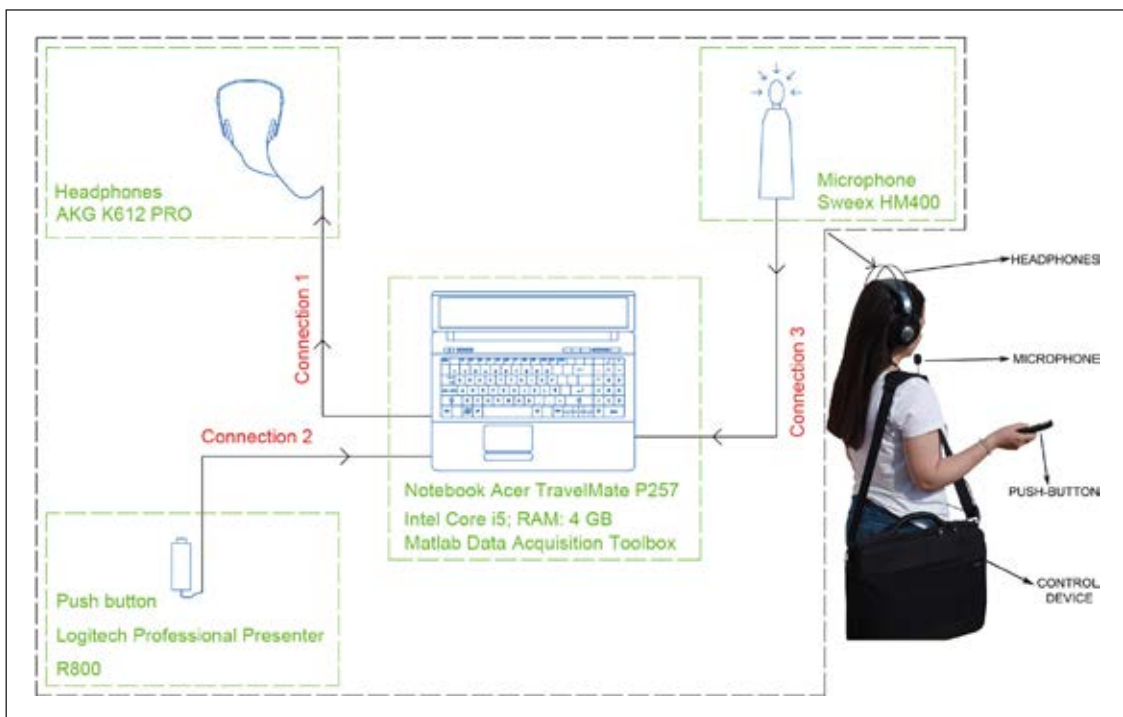 Headphones
AKG K612 PRO
Microphone
Sweex HM400
Connection 1
Connection 2
Connection 3
Notebook Acer TravelMate P257
Intel Core i5; RAM: 4 GB
Matlab Data Acquisition Toolbox
Push button
Logitech Professional Presenter
R800
HEADPHONES
MICROPHONE
PUSH-BUTTON
CONTROL
DEVICE